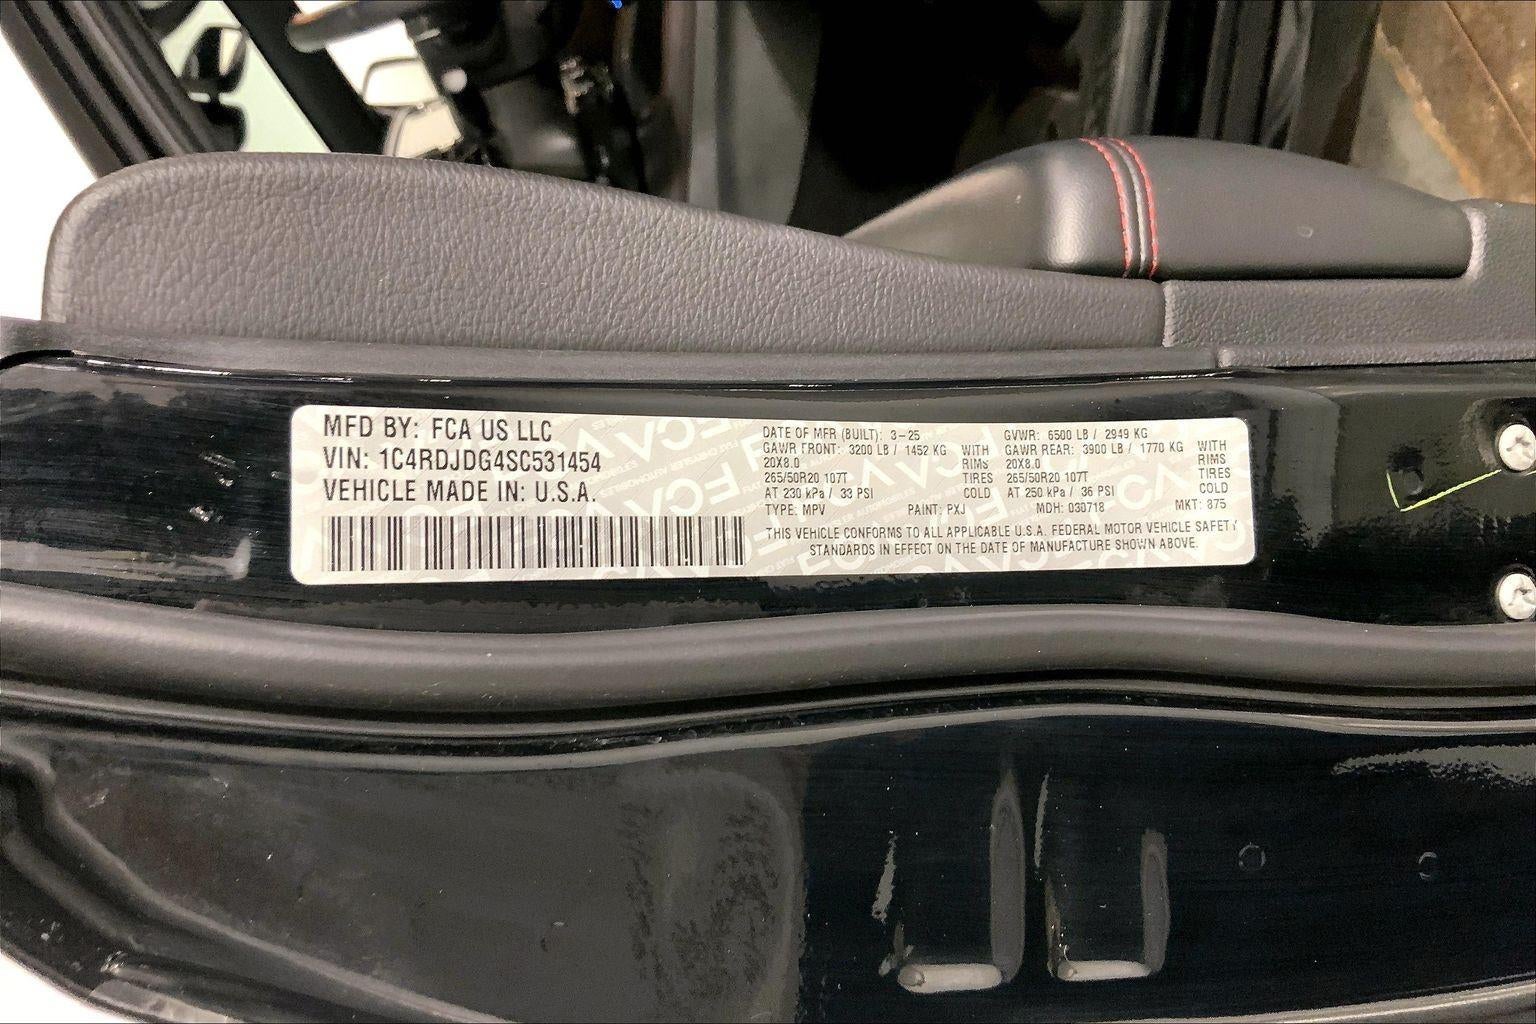 MFD BY: FCA US LLC
VIN: 1C4RDJDG4SC531454
VEHICLE MADE IN: U.S.A.
DATE OF MFR (BUILT): 3-25
GAWR FRONT: 3200 LB / 1452 KG WITH
20X8.0 RIMS
265/50R20 107T TIRES
AT 230 kPa / 33 PSI COLD
GVWR: 6500 LB / 2949 KG
GAWR REAR: 3900 LB / 1770 KG WITH
20X8.0 RIMS
265/50R20 107T TIRES
AT 250 kPa / 36 PSI COLD
TYPE: MPV PAINT: PXJ MDH: 030718 MKT: 875
THIS VEHICLE CONFORMS TO ALL APPLICABLE U.S.A. FEDERAL MOTOR VEHICLE SAFETY
STANDARDS IN EFFECT ON THE DATE OF MANUFACTURE SHOWN ABOVE.